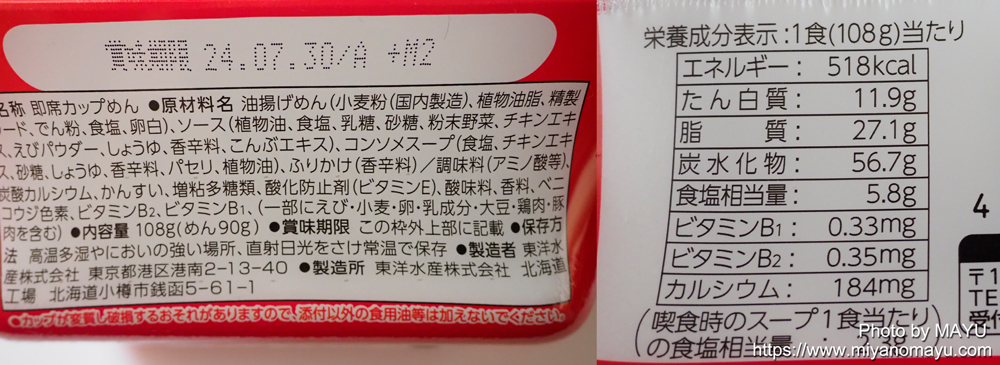 賞味期限 24.07.30/A +H2
名称 即席カップめん ●原材料名 油揚げめん(小麦粉(国内製造)、植物油脂、精製
ード、でん粉、食塩、卵白)、ソース(植物油、食塩、乳糖、砂糖、粉末野菜、チキンエキ
ス、えびパウダー、しょうゆ、香辛料、こんぶエキス)、コンソメスープ(食塩、チキンエキ
ス、砂糖、しょうゆ、香辛料、パセリ、植物油)、ふりかけ(香辛料)/調味料(アミノ酸等)、
炭酸カルシウム、かんすい、増粘多糖類、酸化防止剤(ビタミンE)、酸味料、香料、ベニ
コウジ色素、ビタミンB2、ビタミンB1、(一部にえび・小麦・卵・乳成分・大豆・鶏肉・豚
肉を含む) ●内容量 108g(めん90g) ●賞味期限 この枠外上部に記載 ●保存方
法 高温多湿やにおいの強い場所、直射日光をさけ常温で保存 ●製造者 東洋水
産株式会社 東京都港区港南2-13-40 ●製造所 東洋水産株式会社 北海道
工場 北海道小樽市銭函5-61-1
●カップが変質し破損するおそれがありますので、添付以外の食用油等は加えないでください。
栄養成分表示:1食(108g)当たり
エネルギー: 518kcal
たん白質: 11.9g
脂質: 27.1g
炭水化物: 56.7g
食塩相当量: 5.8g
ビタミンB1: 0.33mg
ビタミンB2: 0.35mg
カルシウム: 184mg
(喫食時のスープ1食当たり
の食塩相当量:
4
〒1
TE
受付
Photo by MAYU
https://www.miyanomayu.com